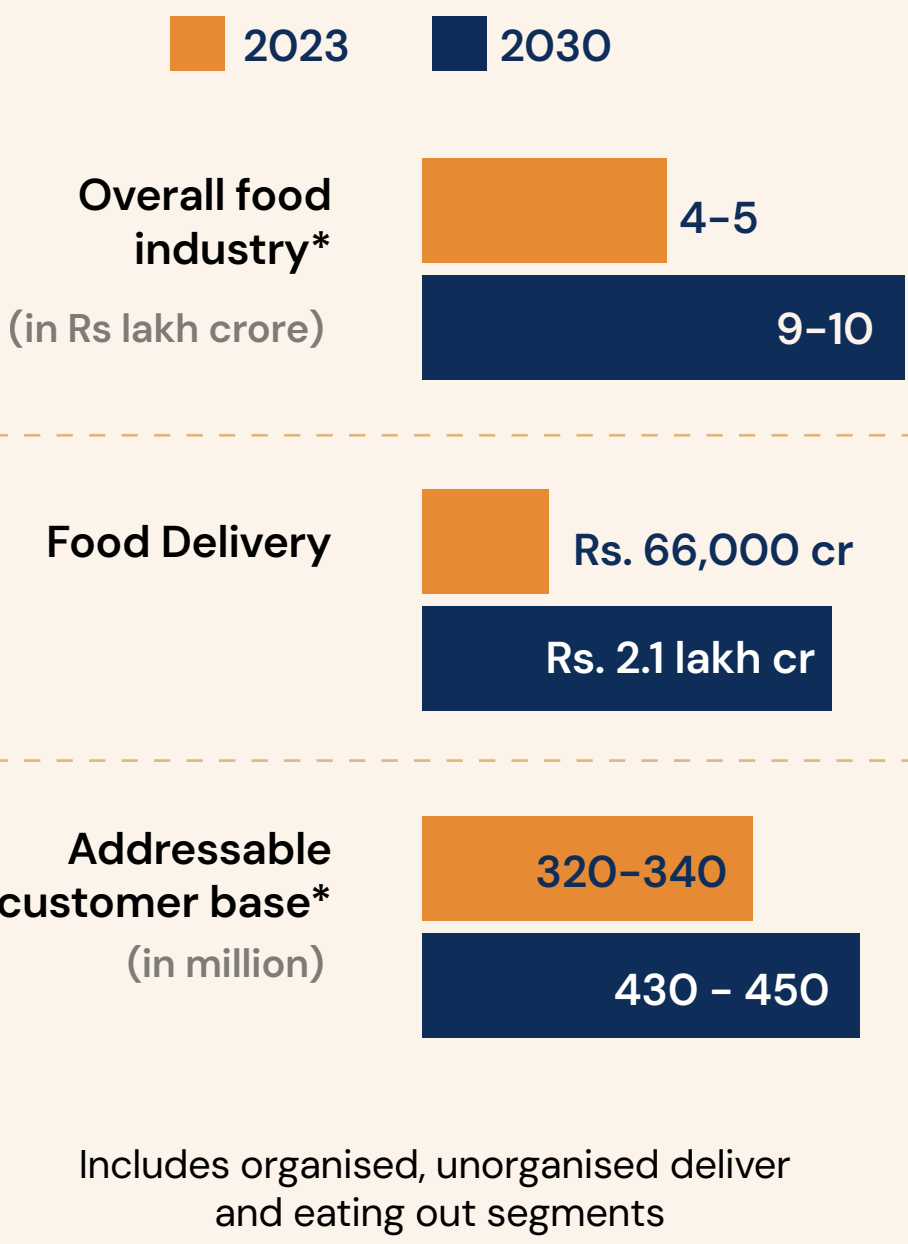 2023 2030
Overall food
industry*
(in Rs lakh crore)
4-5
9-10
Food Delivery
Rs. 66,000 cr
Rs. 2.1 lakh cr
Addressable
customer base*
(in million)
320-340
430 - 450
Includes organised, unorganised deliver
and eating out segments